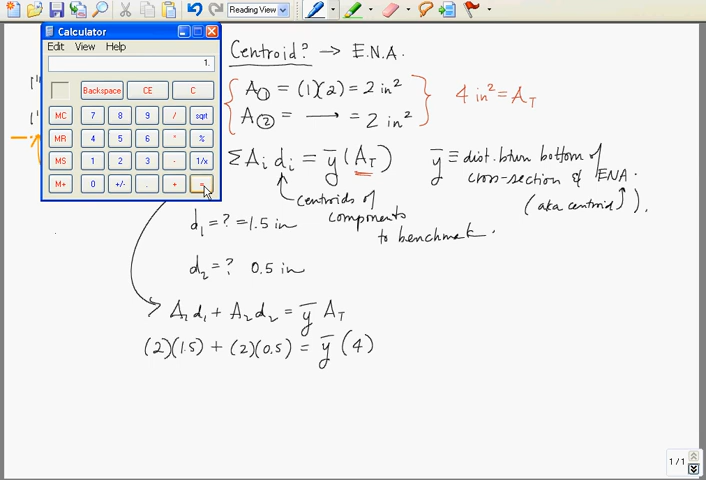 Reading View
Calculator
Edit View Help
1.
Backspace CE C
MC 7 8 9 / sqrt
MR 4 5 6 * %
MS 1 2 3 - 1/x
M+ 0 +/- . + =
Centroid? → E.N.A.
A① = (1)(2) = 2 in²
A② = → = 2 in²
4 in² = A_T
ΣA_i d_i = ȳ (A_T)
ȳ ≡ dist. btwn bottom of
cross-section & ENA
(aka centroid).
centroids of
components
to benchmark.
d₁ = ? = 1.5 in
d₂ = ? 0.5 in
A₁d₁ + A₂d₂ = ȳ A_T
(2)(1.5) + (2)(0.5) = ȳ (4)
1 / 1